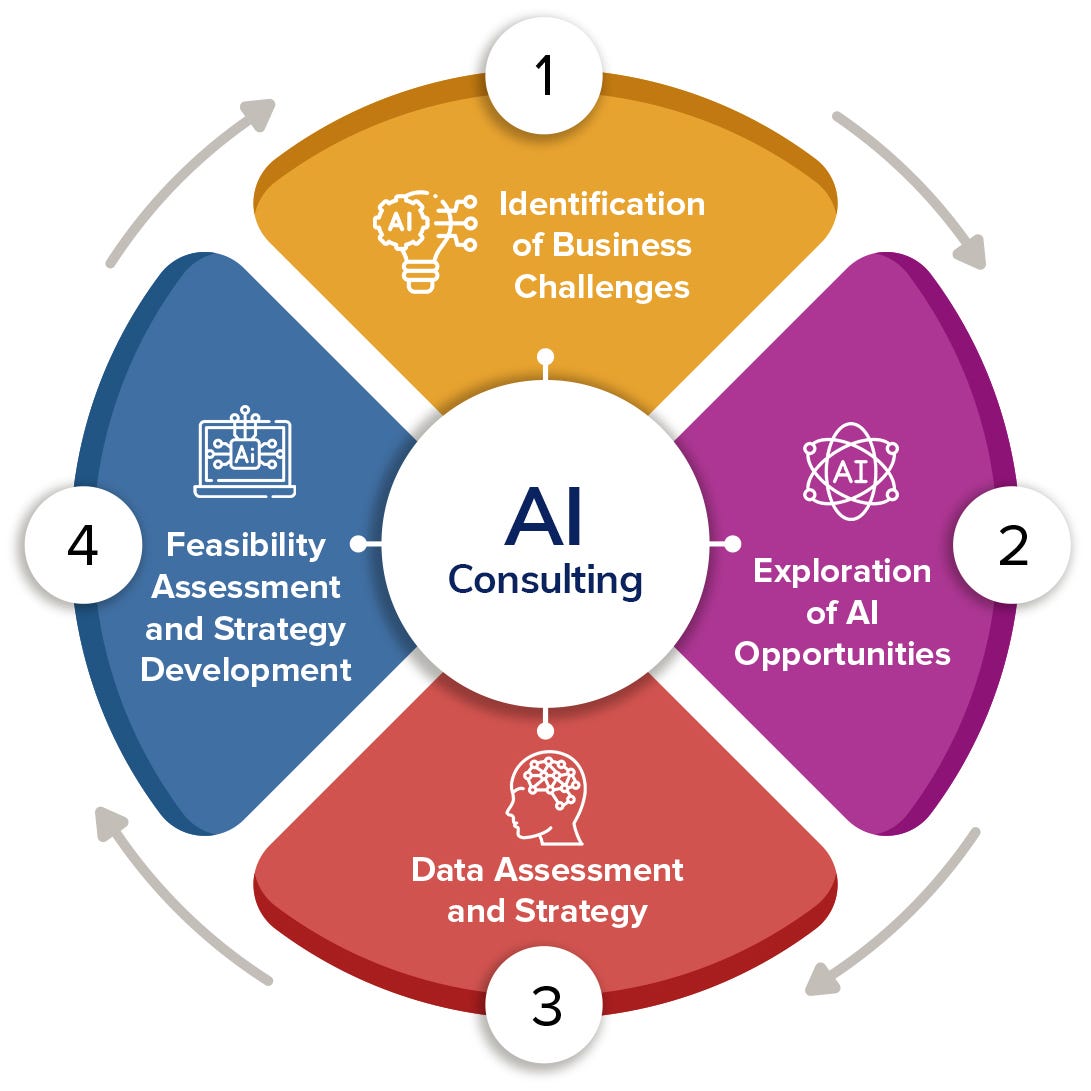 1
AI
Identification
of Business
Challenges
2
AI
Exploration
of AI
Opportunities
3
Data Assessment
and Strategy
4
Ai
Feasibility
Assessment
and Strategy
Development
AI
Consulting